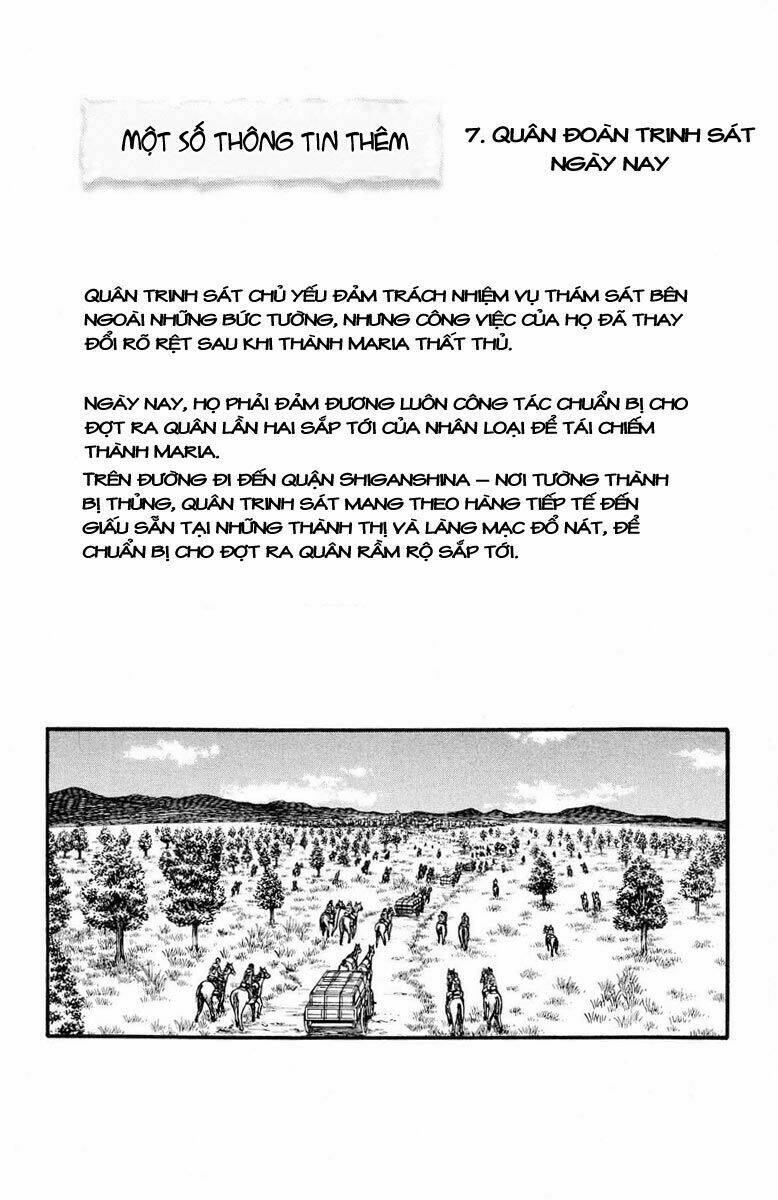 MỘT SỐ THÔNG TIN THÊM
7. QUÂN ĐOÀN TRINH SÁT
NGÀY NAY
QUÂN TRINH SÁT CHỦ YẾU ĐẢM TRÁCH NHIỆM VỤ THÁM SÁT BÊN
NGOÀI NHỮNG BỨC TƯỜNG, NHƯNG CÔNG VIỆC CỦA HỌ ĐÃ THAY
ĐỔI RÕ RỆT SAU KHI THÀNH MARIA THẤT THỦ.
NGÀY NAY, HỌ PHẢI ĐẢM ĐƯƠNG LUÔN CÔNG TÁC CHUẨN BỊ CHO
ĐỢT RA QUÂN LẦN HAI SẮP TỚI CỦA NHÂN LOẠI ĐỂ TÁI CHIẾM
THÀNH MARIA.
TRÊN ĐƯỜNG ĐI ĐẾN QUẬN SHIGANSHINA – NƠI TƯỜNG THÀNH
BỊ THỦNG, QUÂN TRINH SÁT MANG THEO HÀNG TIẾP TẾ ĐẾN
GIẤU SẴN TẠI NHỮNG THÀNH THỊ VÀ LÀNG MẠC ĐỔ NÁT, ĐỂ
CHUẨN BỊ CHO ĐỢT RA QUÂN RẦM RỘ SẮP TỚI.